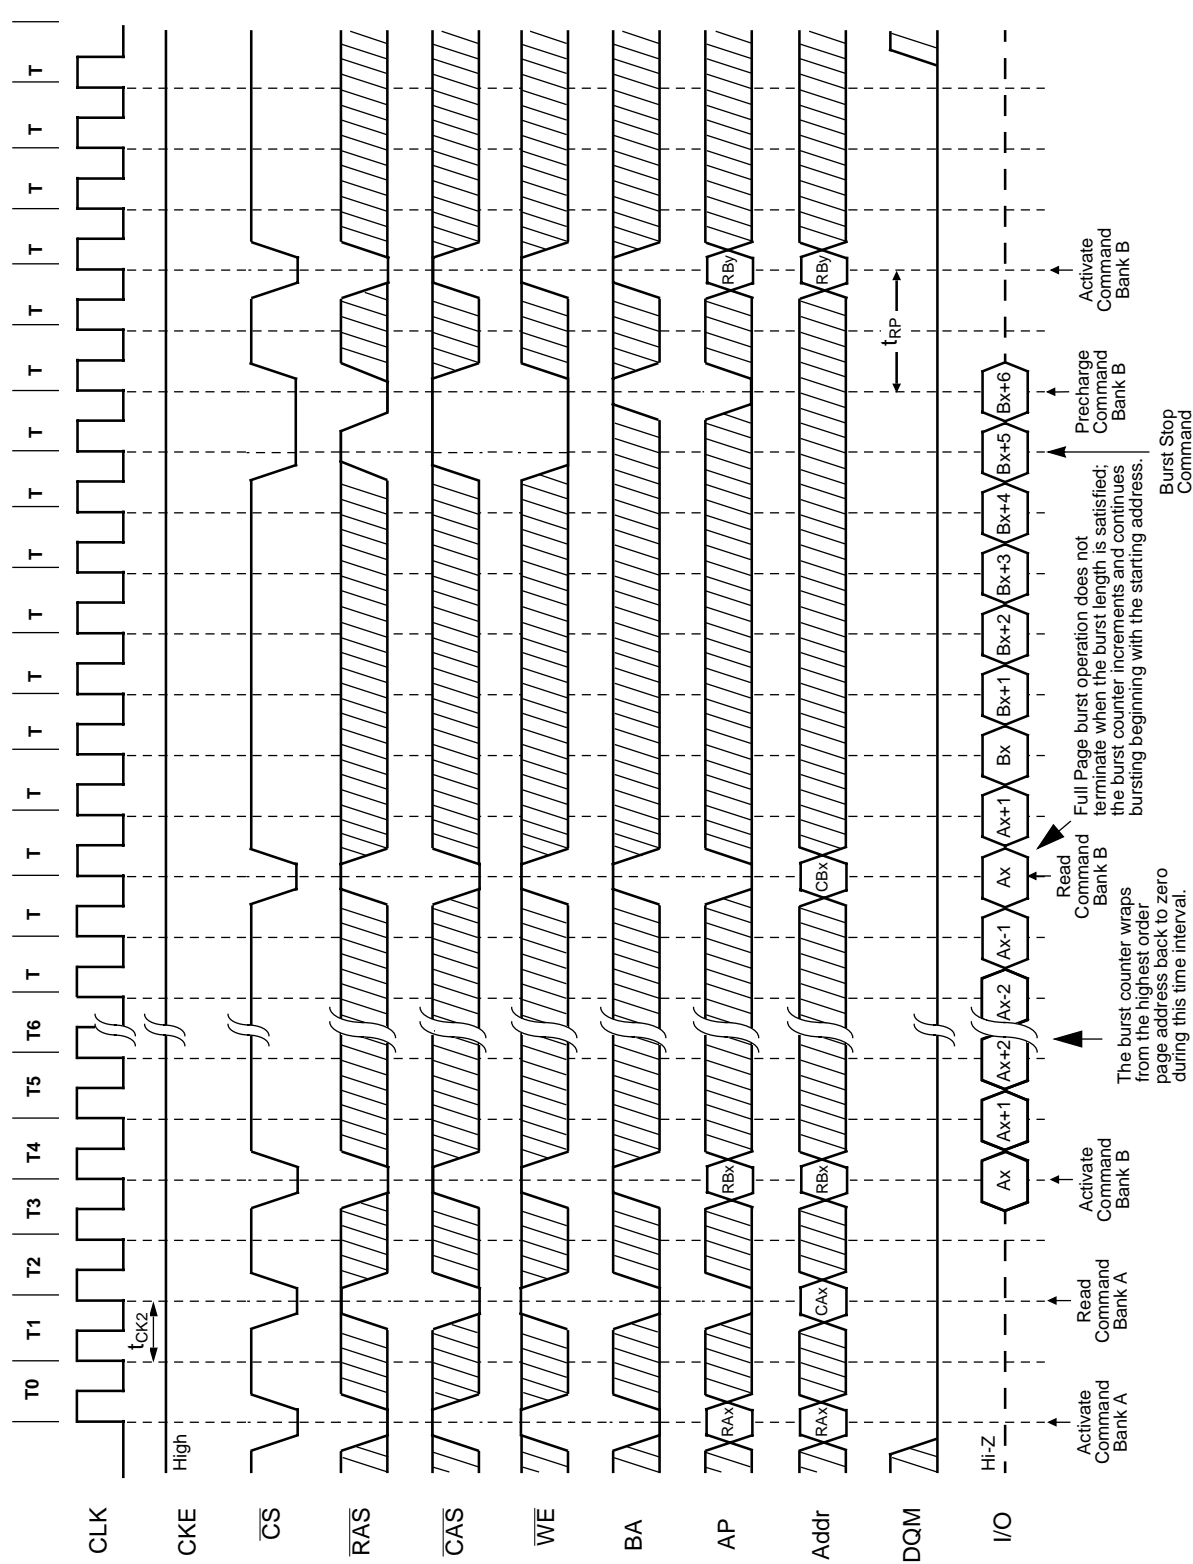 T0 T1 T2 T3 T4 T5 T6 T T T T T T T T T T T T T T T T
CLK
tCK2
CKE
High
CS
RAS
CAS
WE
BA
AP
RAx RBx RBy
Addr
RAx CAx RBx CBx RBy
tRP
DQM
I/O
Hi-Z
Ax Ax+1 Ax+2 Ax-2 Ax-1 Ax Ax+1 Bx Bx+1 Bx+2 Bx+3 Bx+4 Bx+5 Bx+6
Activate
Command
Bank A
Read
Command
Bank A
Activate
Command
Bank B
The burst counter wraps
from the highest order
page address back to zero
during this time interval.
Read
Command
Bank B
Full Page burst operation does not
terminate when the burst length is satisfied;
the burst counter increments and continues
bursting beginning with the starting address.
Burst Stop
Command
Precharge
Command
Bank B
Activate
Command
Bank B